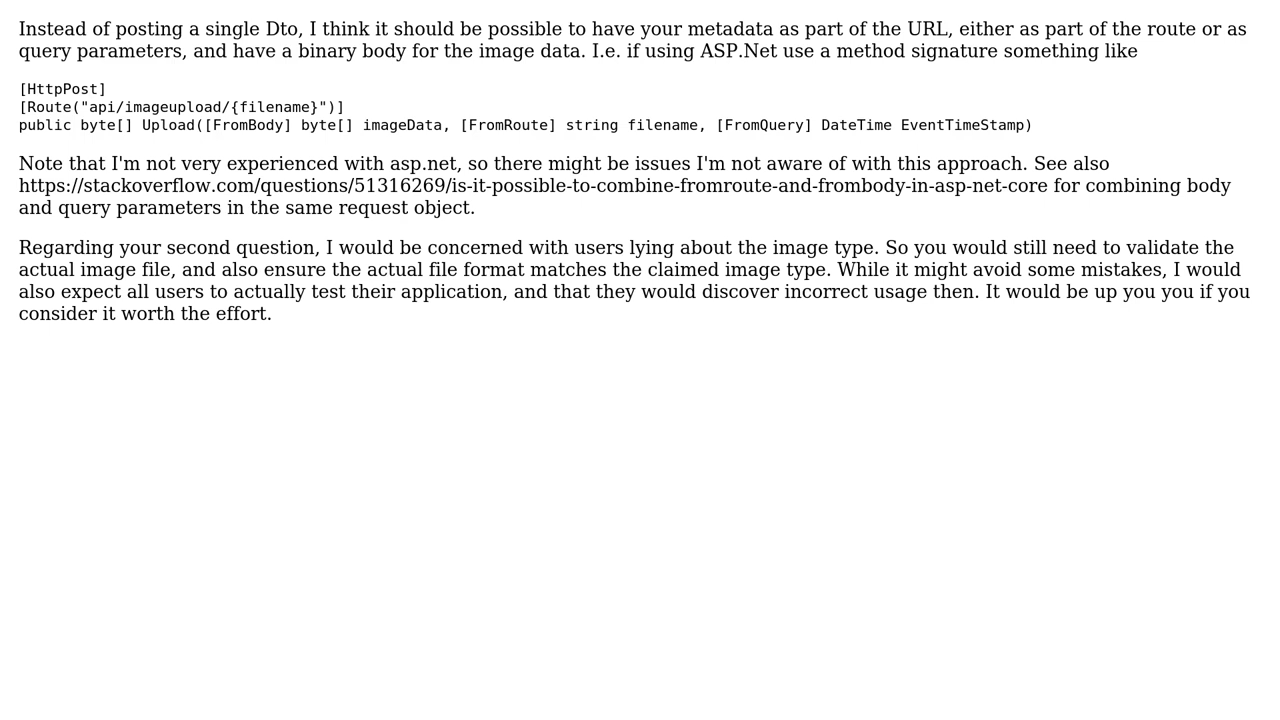 Instead of posting a single Dto, I think it should be possible to have your metadata as part of the URL, either as part of the route or as
query parameters, and have a binary body for the image data. I.e. if using ASP.Net use a method signature something like
[HttpPost]
[Route("api/imageupload/{filename}")]
public byte[] Upload([FromBody] byte[] imageData, [FromRoute] string filename, [FromQuery] DateTime EventTimeStamp)
Note that I'm not very experienced with asp.net, so there might be issues I'm not aware of with this approach. See also
https://stackoverflow.com/questions/51316269/is-it-possible-to-combine-fromroute-and-frombody-in-asp-net-core for combining body
and query parameters in the same request object.
Regarding your second question, I would be concerned with users lying about the image type. So you would still need to validate the
actual image file, and also ensure the actual file format matches the claimed image type. While it might avoid some mistakes, I would
also expect all users to actually test their application, and that they would discover incorrect usage then. It would be up you you if you
consider it worth the effort.